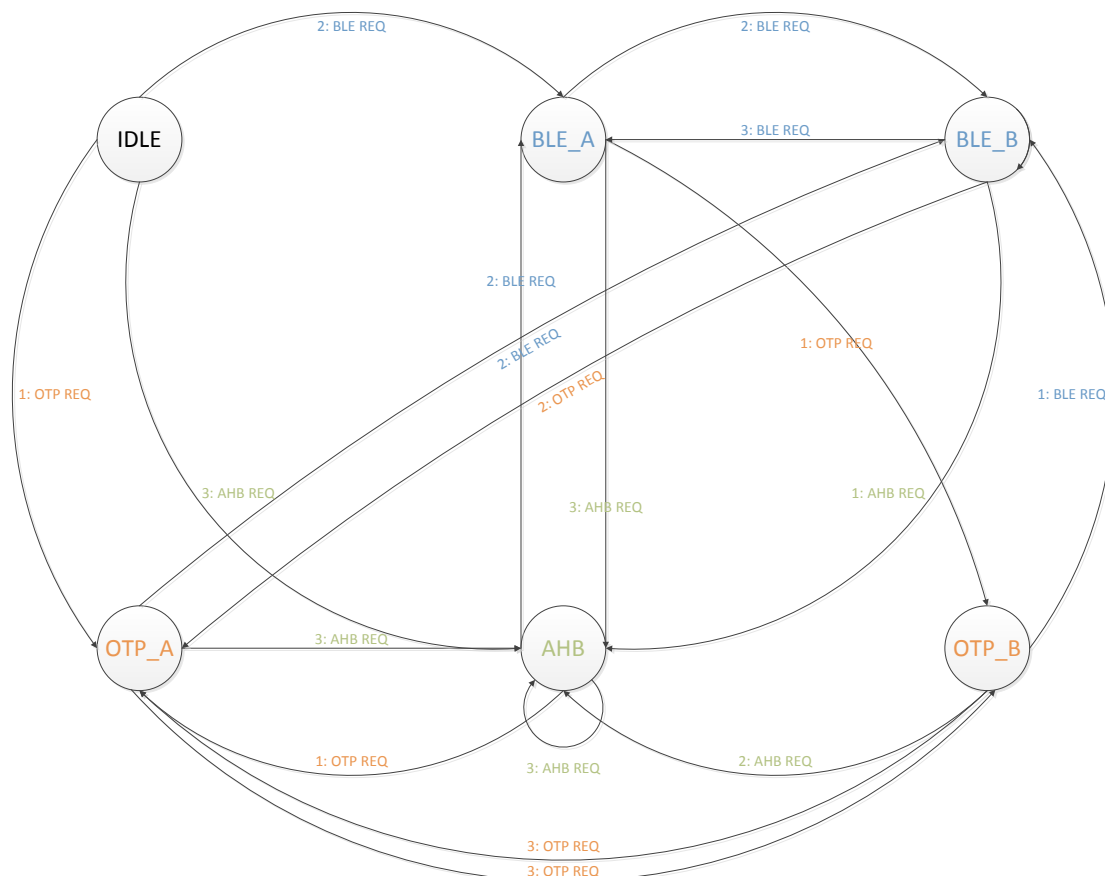 2: BLE REQ
2: BLE REQ
IDLE
BLE_A
3: BLE REQ
BLE_B
2: BLE REQ
2: BLE REQ
1: OTP REQ
2: OTP REQ
1: OTP REQ
1: BLE REQ
3: AHB REQ
3: AHB REQ
1: AHB REQ
OTP_A
3: AHB REQ
AHB
OTP_B
1: OTP REQ
3: AHB REQ
2: AHB REQ
3: OTP REQ
3: OTP REQ